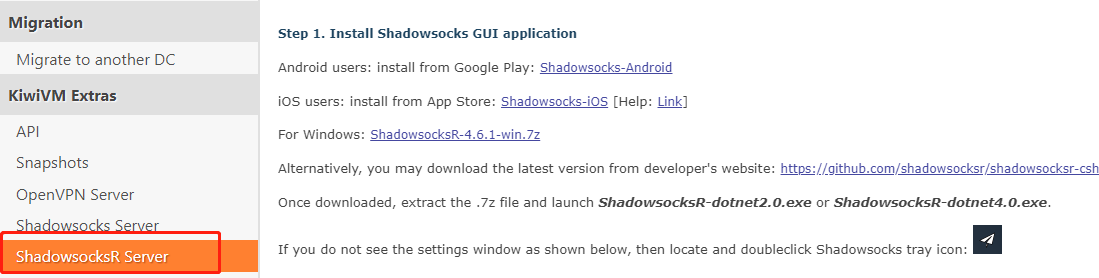 Migration
Migrate to another DC
KiwiVM Extras
API
Snapshots
OpenVPN Server
Shadowsocks Server
ShadowsocksR Server
Step 1. Install Shadowsocks GUI application
Android users: install from Google Play: Shadowsocks-Android
iOS users: install from App Store: Shadowsocks-iOS [Help: Link]
For Windows: ShadowsocksR-4.6.1-win.7z
Alternatively, you may download the latest version from developer's website: https://github.com/shadowsocksr/shadowsocksr-csh
Once downloaded, extract the .7z file and launch ShadowsocksR-dotnet2.0.exe or ShadowsocksR-dotnet4.0.exe.
If you do not see the settings window as shown below, then locate and doubleclick Shadowsocks tray icon: